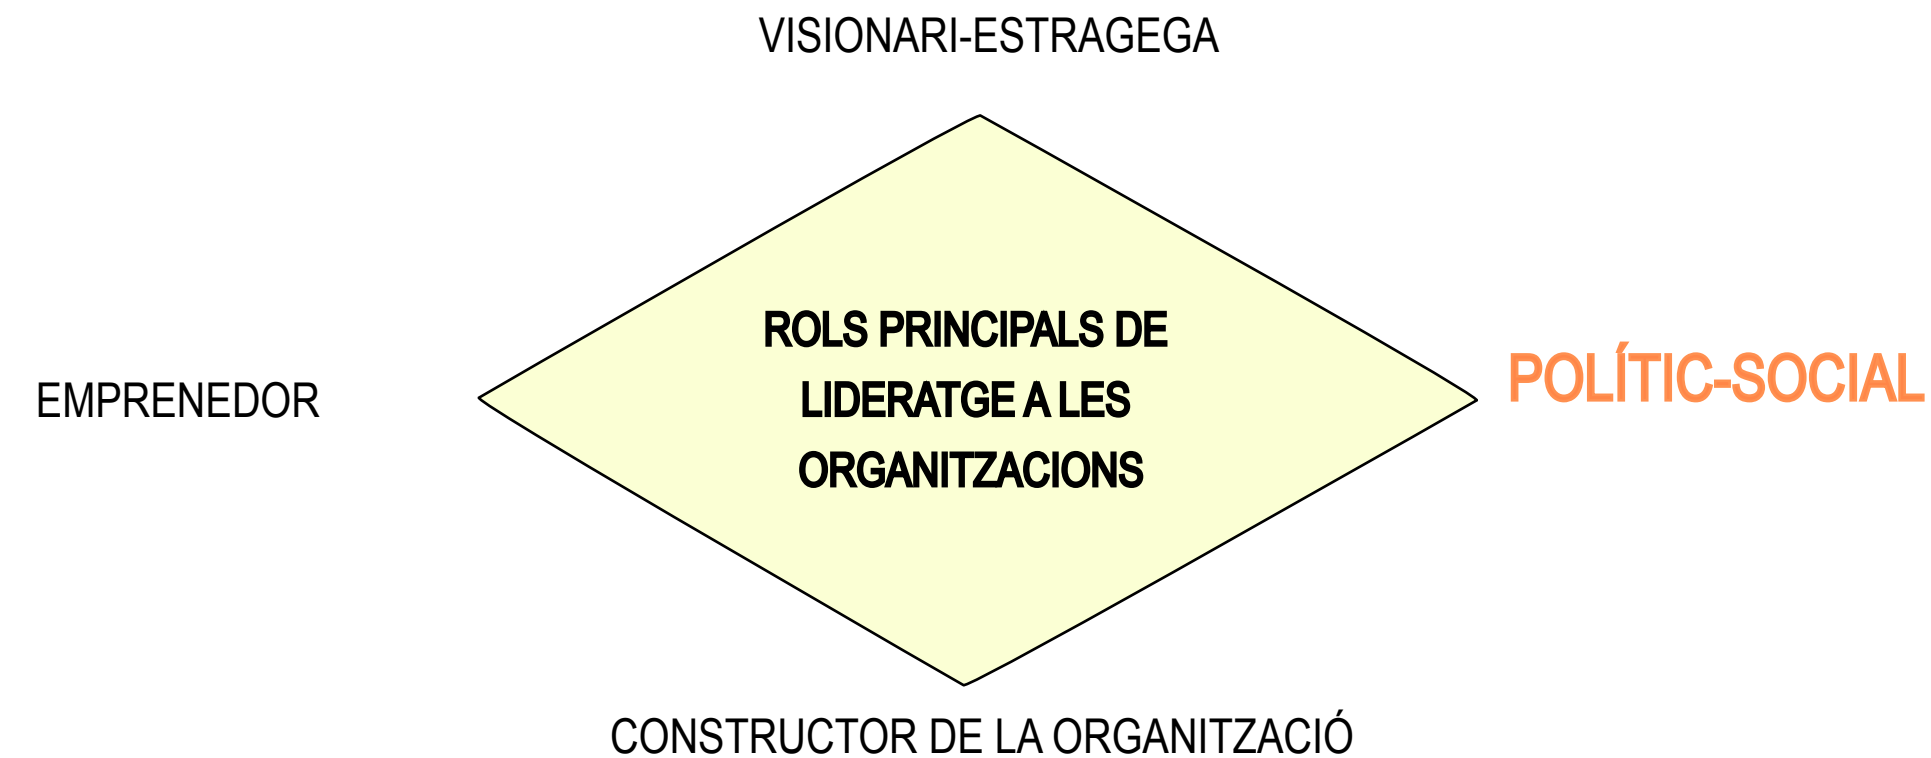 VISIONARI-ESTRAGEGA
ROLS PRINCIPALS DE
LIDERATGE A LES
ORGANITZACIONS
EMPRENEDOR
POLÍTIC-SOCIAL
CONSTRUCTOR DE LA ORGANITZACIÓ